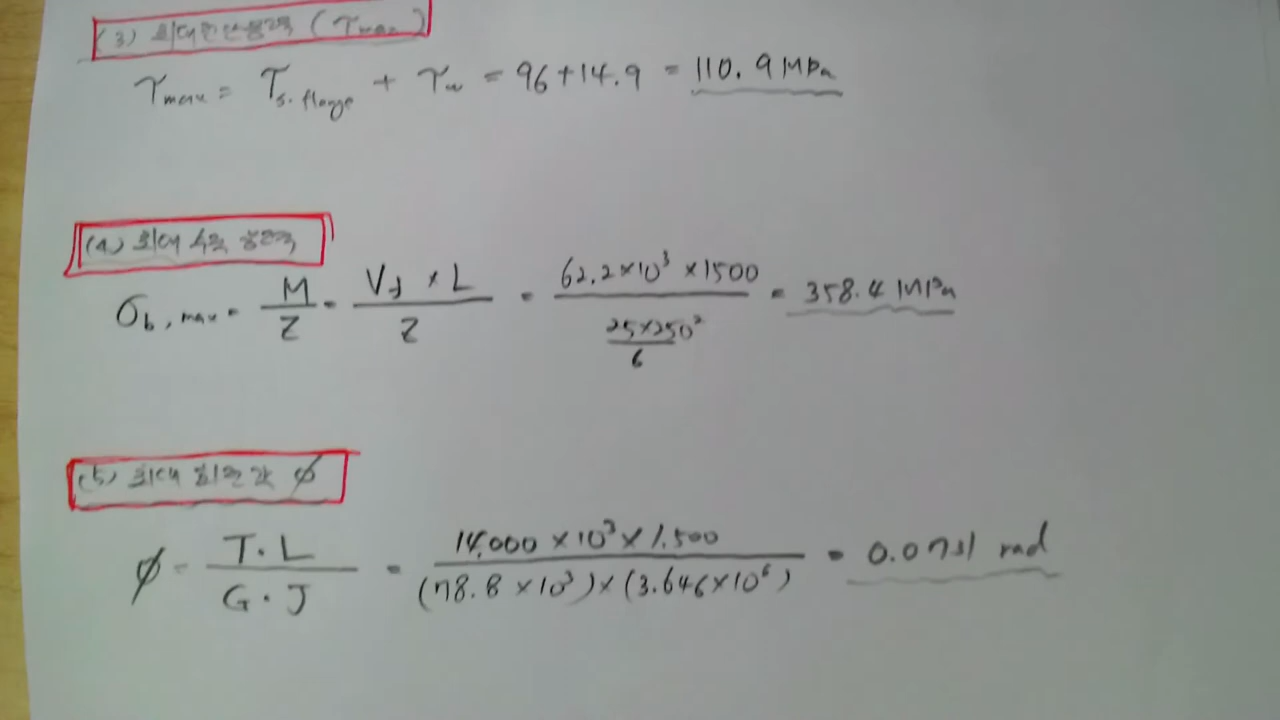 (3) 최대전단응력 (τmax)
τmax = τs.flange + τw = 96+14.9 = 110.9 MPa
(4) 최대 수직 응력
σb,max = M/Z = Vf × L / Z = 62.2×10³ ×1500 / (25×250²/6) = 358.4 MPa
(5) 최대 회전각 ø
ø = T·L / G·J = 14,000 ×10³ × 1,500 / (78.8 ×10³)×(3.646×10⁶) = 0.0731 rad